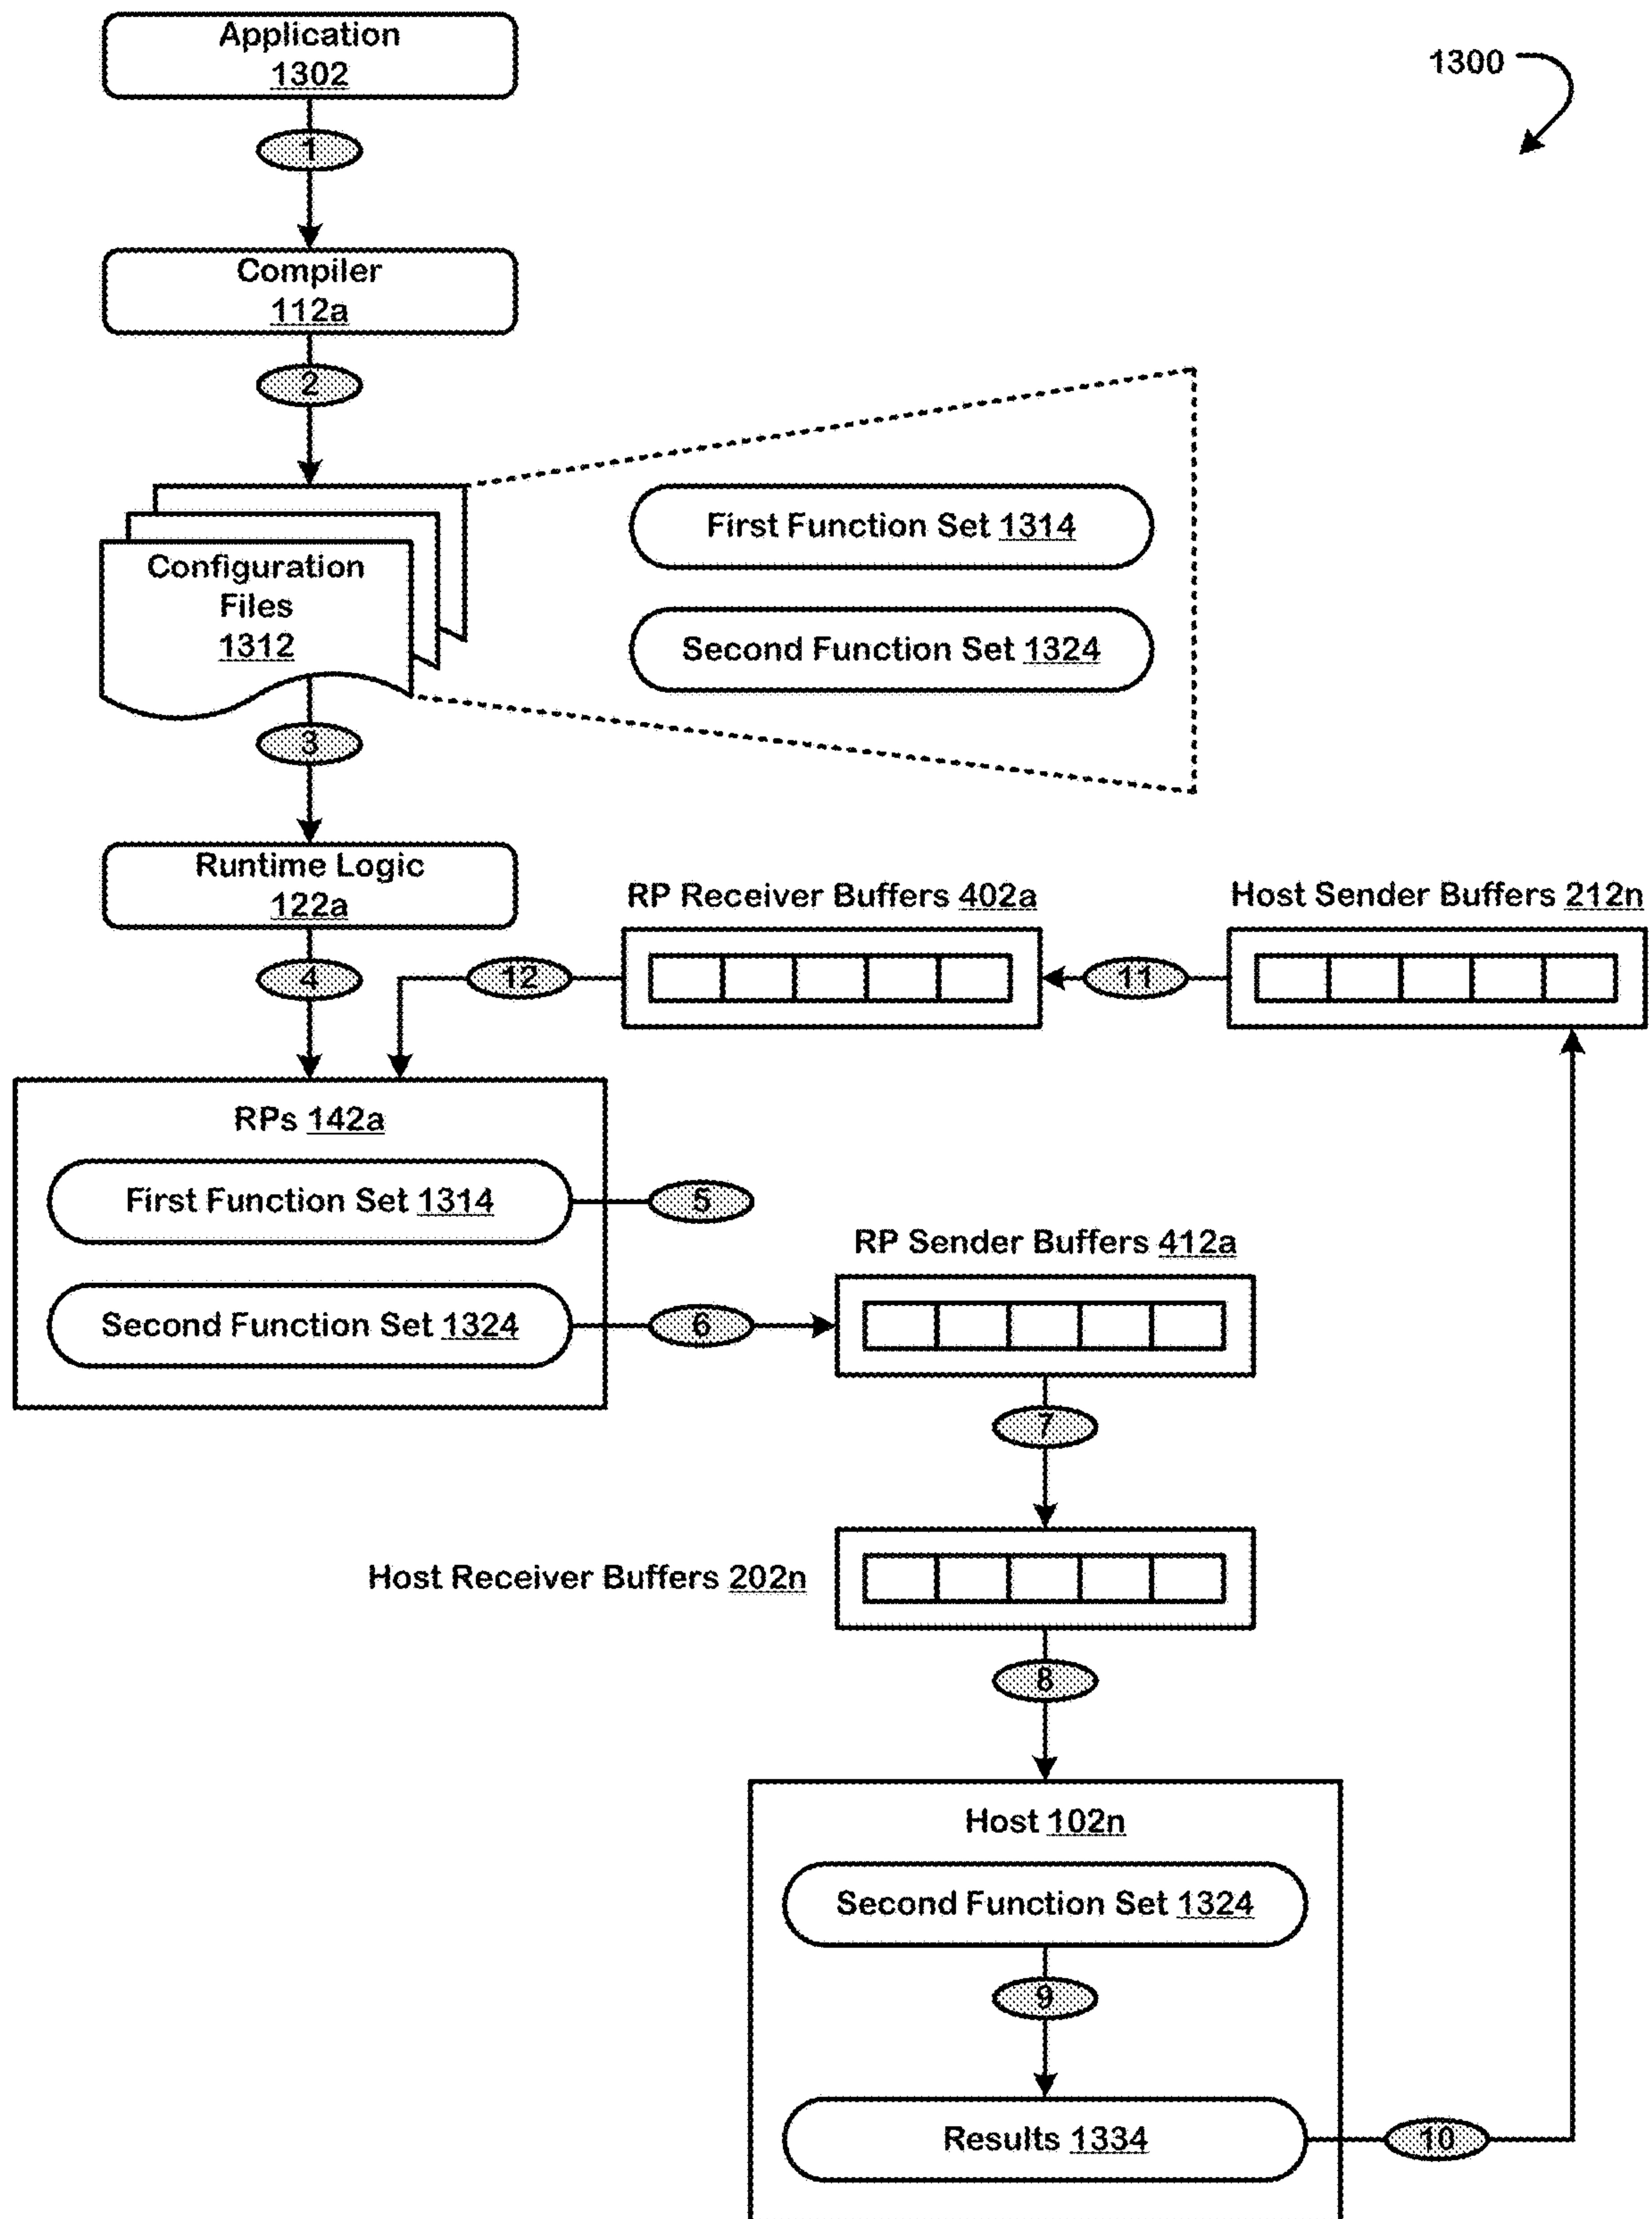 Application
1302
1300
1
Compiler
112a
2
First Function Set 1314
Configuration
Files
1312
Second Function Set 1324
3
Runtime Logic
122a
RP Receiver Buffers 402a
Host Sender Buffers 212n
4
12
11
RPs 142a
First Function Set 1314
5
RP Sender Buffers 412a
Second Function Set 1324
6
7
Host Receiver Buffers 202n
8
Host 102n
Second Function Set 1324
9
Results 1334
10